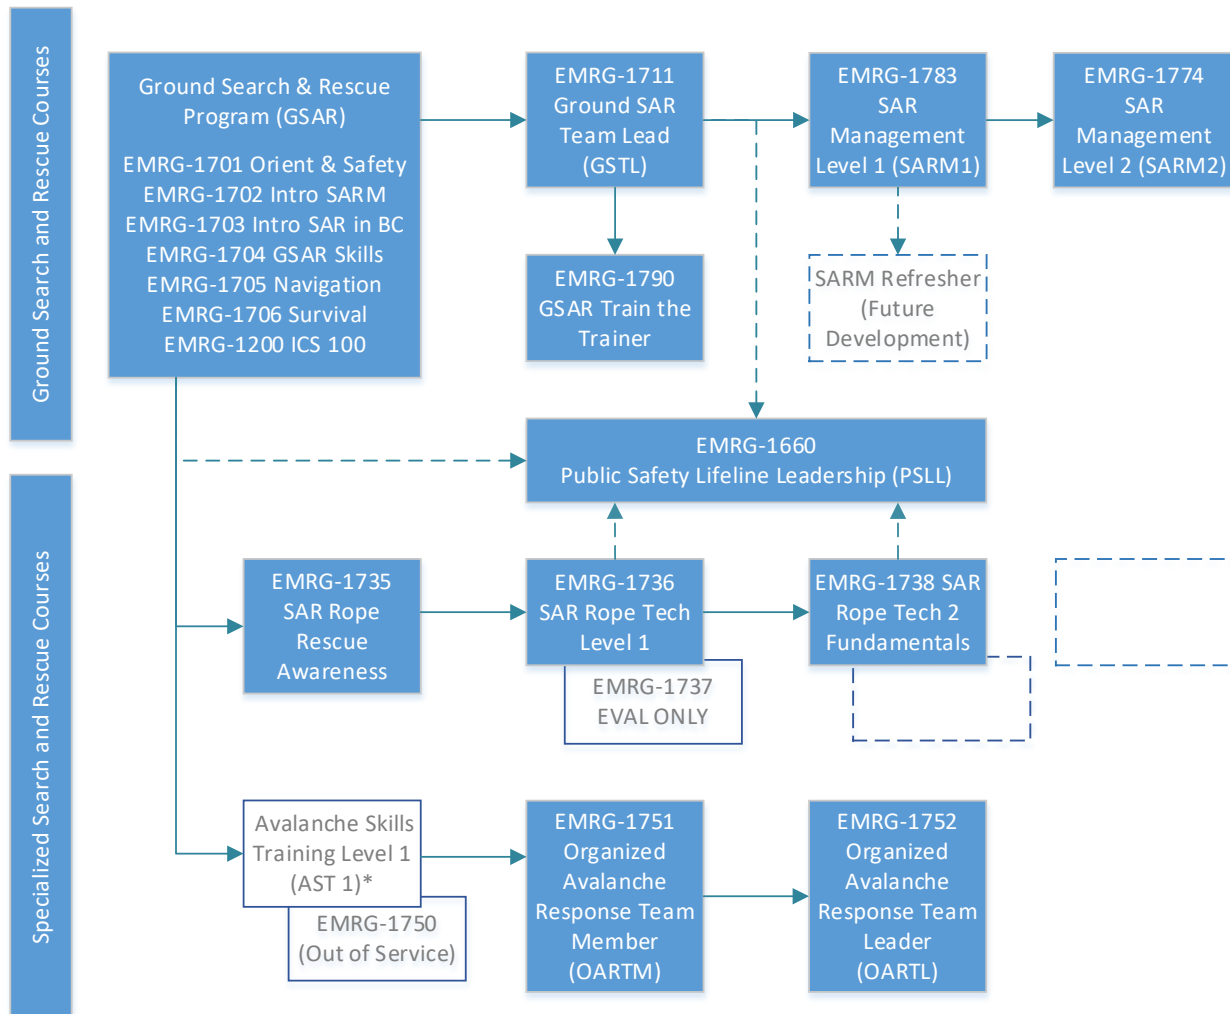 Ground Search and Rescue Courses
Ground Search & Rescue
Program (GSAR)
EMRG-1701 Orient & Safety
EMRG-1702 Intro SARM
EMRG-1703 Intro SAR in BC
EMRG-1704 GSAR Skills
EMRG-1705 Navigation
EMRG-1706 Survival
EMRG-1200 ICS 100
EMRG-1711
Ground SAR
Team Lead
(GSTL)
EMRG-1783
SAR
Management
Level 1 (SARM1)
EMRG-1774
SAR
Management
Level 2 (SARM2)
EMRG-1790
GSAR Train the
Trainer
SARM Refresher
(Future
Development)
EMRG-1660
Public Safety Lifeline Leadership (PSLL)
Specialized Search and Rescue Courses
EMRG-1735
SAR Rope
Rescue
Awareness
EMRG-1736
SAR Rope Tech
Level 1
EMRG-1737
EVAL ONLY
EMRG-1738 SAR
Rope Tech 2
Fundamentals
Avalanche Skills
Training Level 1
(AST 1)*
EMRG-1750
(Out of Service)
EMRG-1751
Organized
Avalanche
Response Team
Member
(OARTM)
EMRG-1752
Organized
Avalanche
Response Team
Leader
(OARTL)